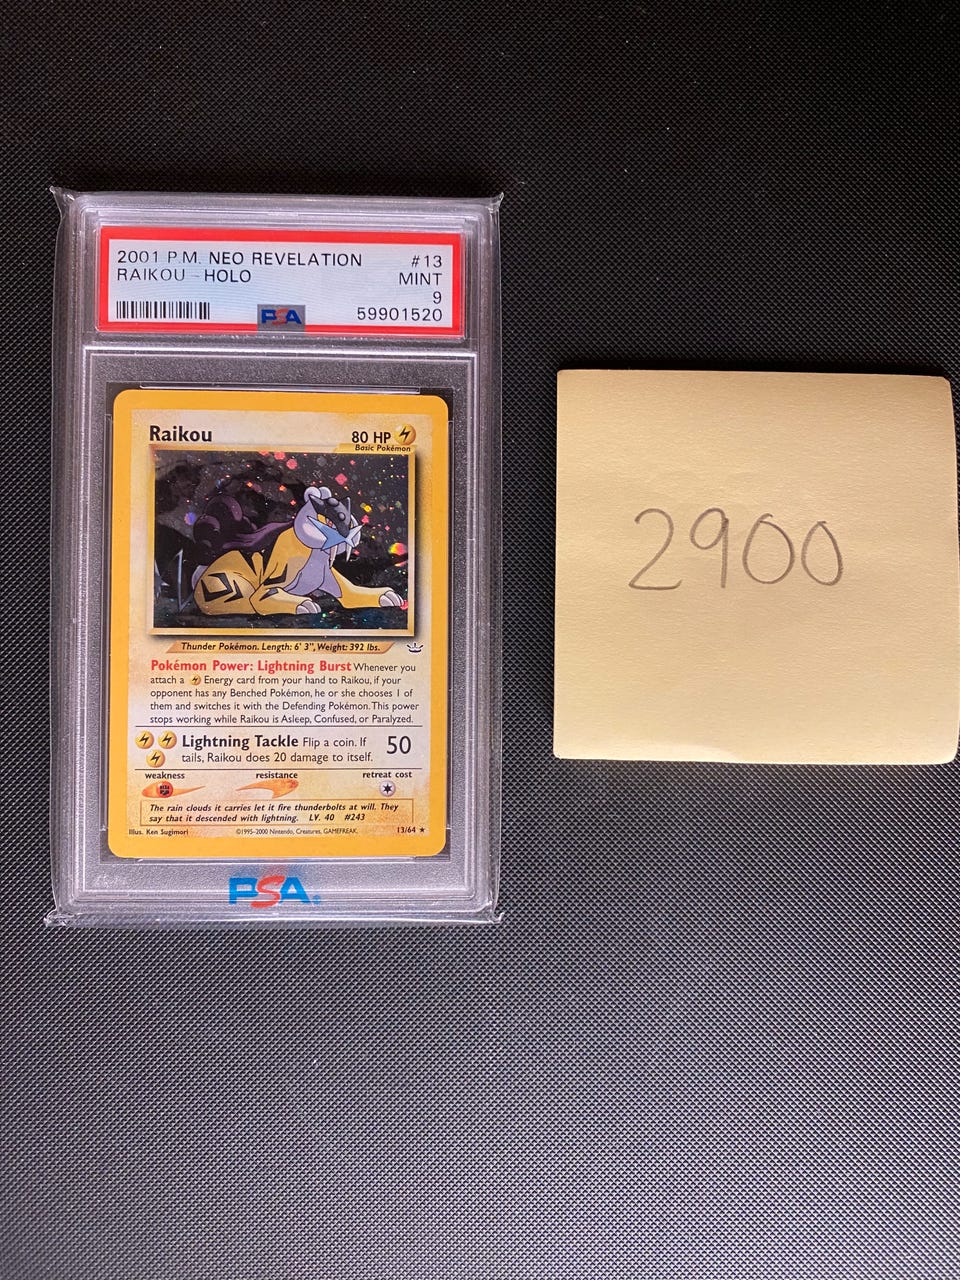 2001 P.M. NEO REVELATION #13
RAIKOU - HOLO MINT
9
PSA 59901520
Raikou 80 HP
Basic Pokémon
Thunder Pokémon. Length: 6' 3", Weight: 392 lbs.
Pokémon Power: Lightning Burst Whenever you
attach a Energy card from your hand to Raikou, if your
opponent has any Benched Pokémon, he or she chooses 1 of
them and switches it with the Defending Pokémon. This power
stops working while Raikou is Asleep, Confused, or Paralyzed.
Lightning Tackle Flip a coin. If 50
tails, Raikou does 20 damage to itself.
weakness resistance retreat cost
The rain clouds it carries let it fire thunderbolts at will. They
say that it descended with lightning. LV. 40 #243
Illus. Ken Sugimori ©1995-2000 Nintendo, Creatures, GAMEFREAK. 13/64 ★
PSA
2900